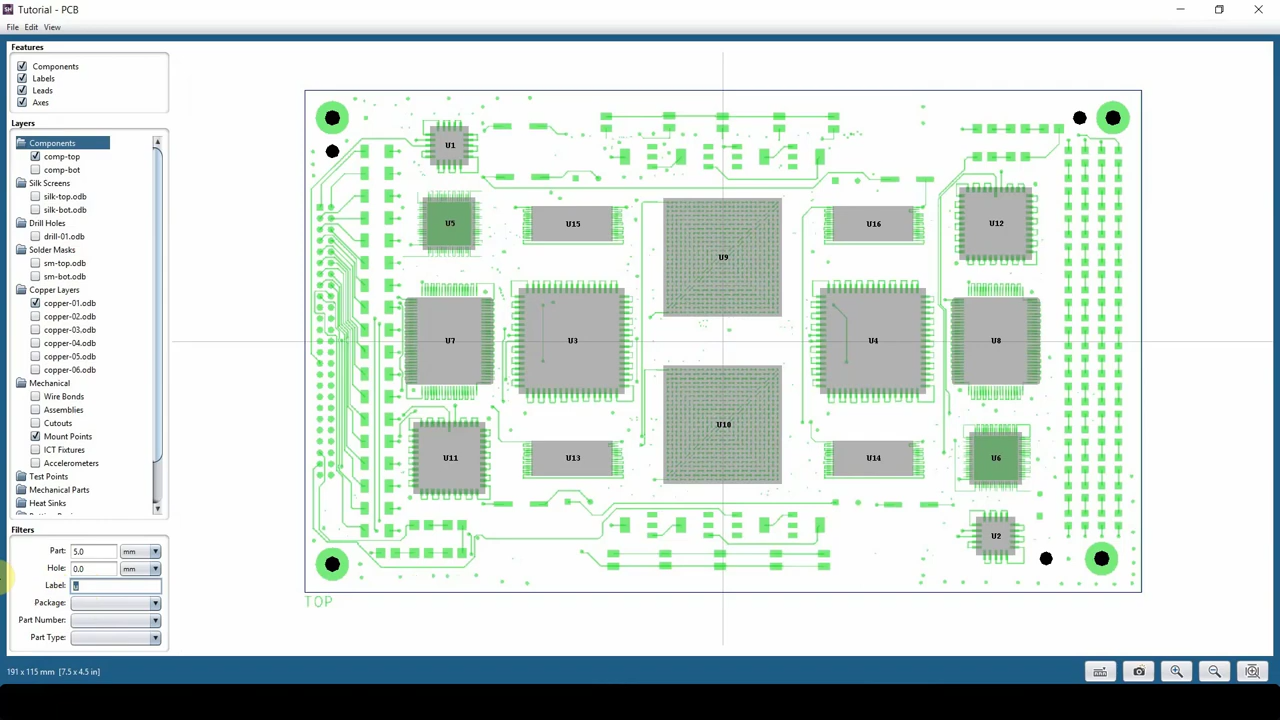 SM Tutorial - PCB
File Edit View
Features
Components
Labels
Leads
Axes
Layers
Components
comp-top
comp-bot
Silk Screens
silk-top.odb
silk-bot.odb
Drill Holes
drill-01.odb
Solder Masks
sm-top.odb
sm-bot.odb
Copper Layers
copper-01.odb
copper-02.odb
copper-03.odb
copper-04.odb
copper-05.odb
copper-06.odb
Mechanical
Wire Bonds
Assemblies
Cutouts
Mount Points
ICT Fixtures
Accelerometers
Test Points
Mechanical Parts
Heat Sinks
Filters
Part: 5.0 mm
Hole: 0.0 mm
Label:
Package:
Part Number:
Part Type:
U1
U5 U15 U9 U16 U12
U7 U3 U4 U8
U11 U13 U10 U14 U6
U2
TOP
191 x 115 mm [7.5 x 4.5 in]